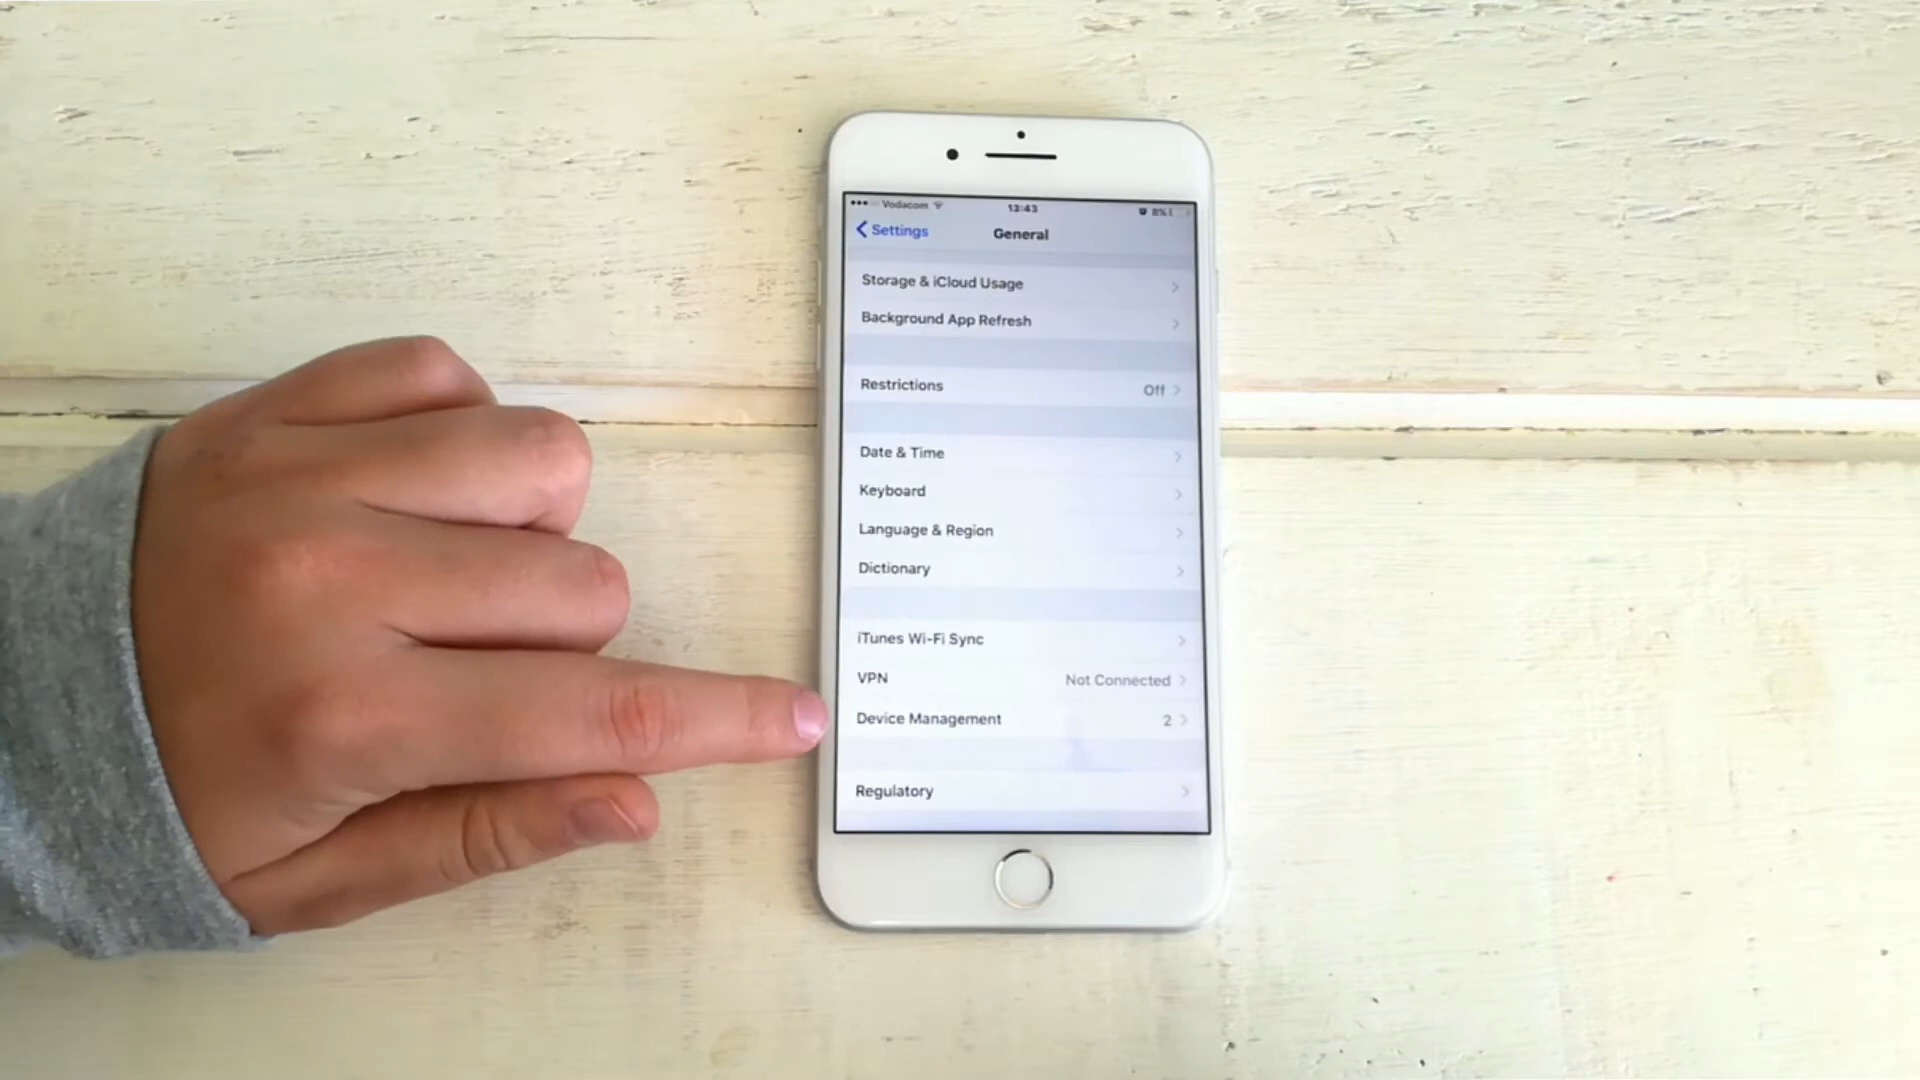 Vodacom 13:43 8%
Settings General
Storage & iCloud Usage
Background App Refresh
Restrictions Off
Date & Time
Keyboard
Language & Region
Dictionary
iTunes Wi-Fi Sync
VPN Not Connected
Device Management 2
Regulatory